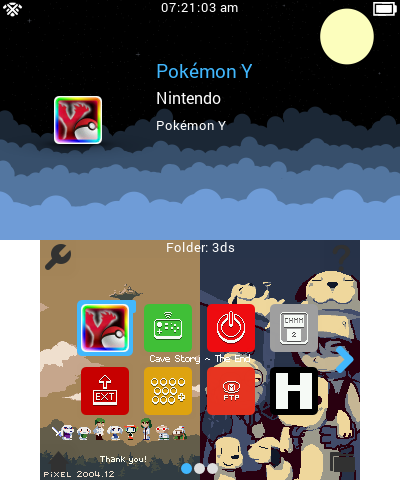 07:21:03 am
Pokémon Y
Nintendo
Pokémon Y
Folder: 3ds
Y
Y
CHMM
2
Cave Story ~ The End
EXT
FTP
H
Thank you!
PiXEL 2004.12